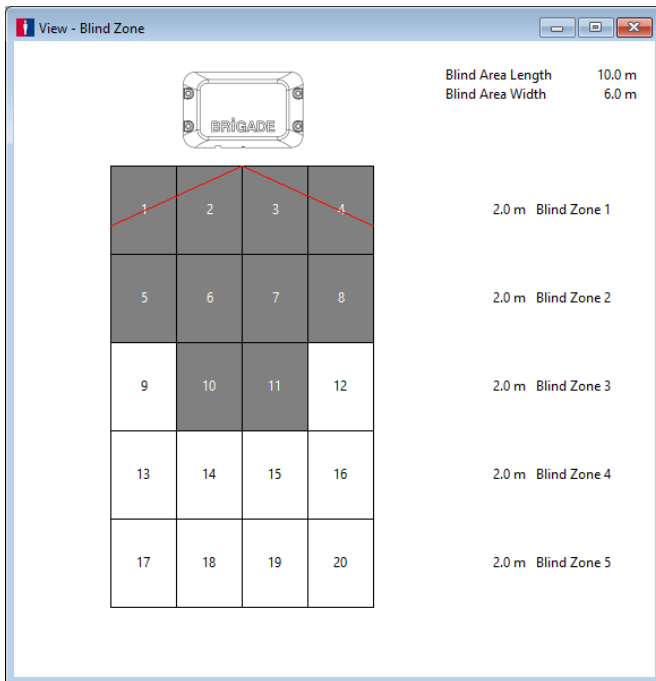 View - Blind Zone
Blind Area Length 10.0 m
Blind Area Width 6.0 m
BRIGADE
1 2 3 4 2.0 m Blind Zone 1
5 6 7 8 2.0 m Blind Zone 2
9 10 11 12 2.0 m Blind Zone 3
13 14 15 16 2.0 m Blind Zone 4
17 18 19 20 2.0 m Blind Zone 5